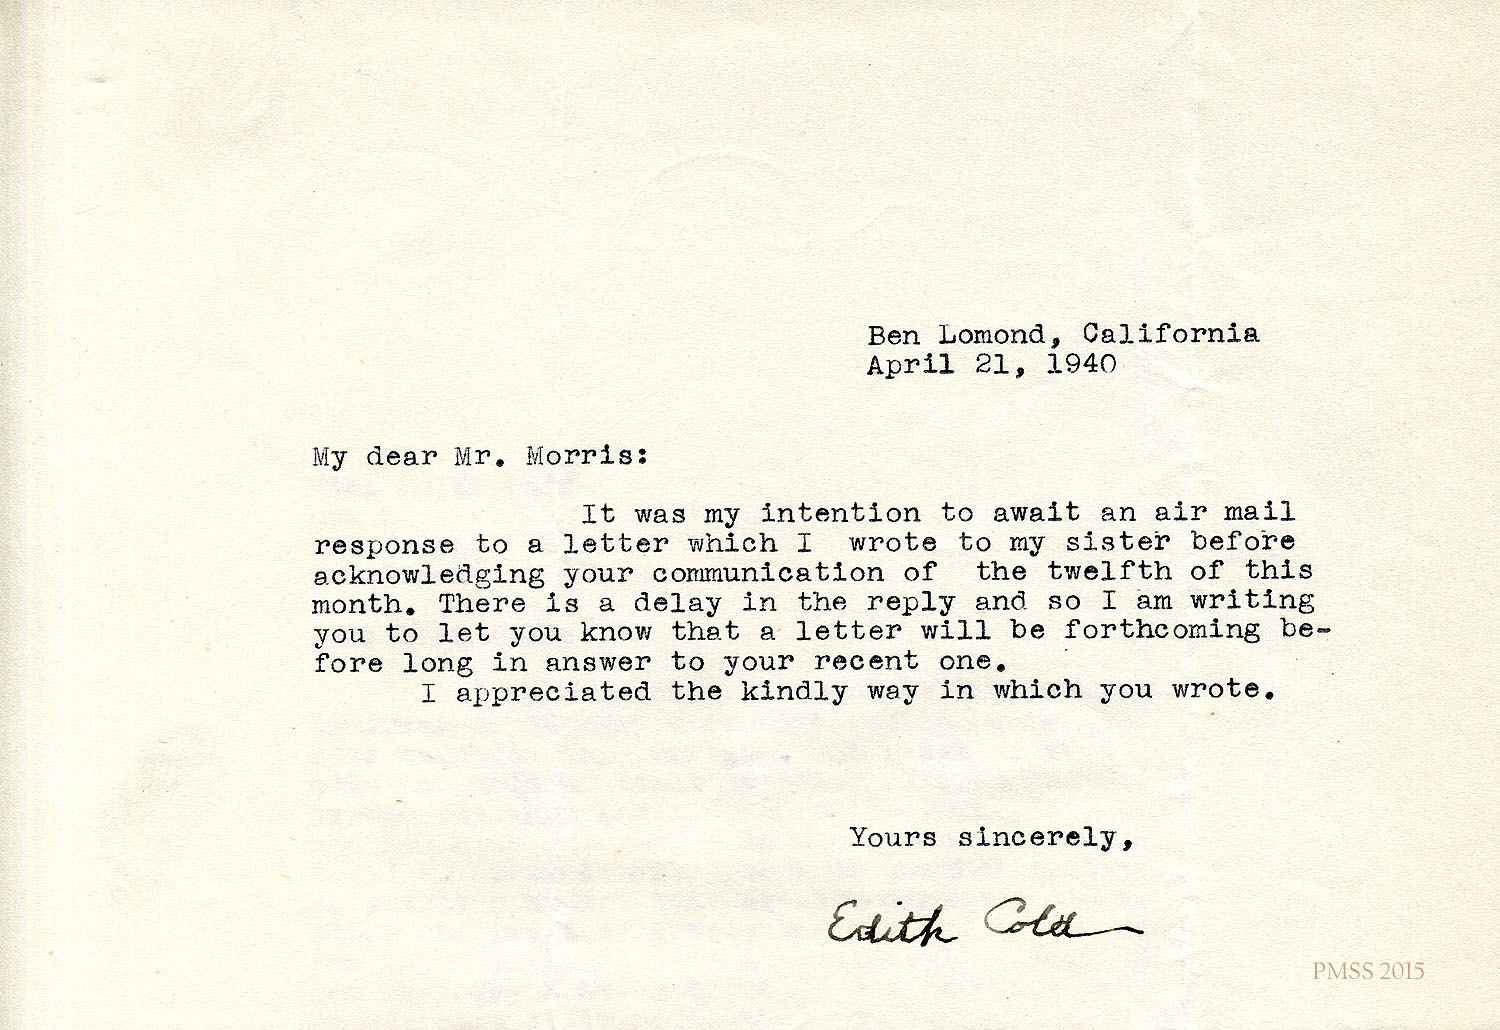 Ben Lomond, California
April 21, 1940
My dear Mr. Morris:
It was my intention to await an air mail
response to a letter which I wrote to my sister before
acknowledging your communication of the twelfth of this
month. There is a delay in the reply and so I am writing
you to let you know that a letter will be forthcoming be-
fore long in answer to your recent one.
I appreciated the kindly way in which you wrote.
Yours sincerely,
Edith Cold
PMSS 2015